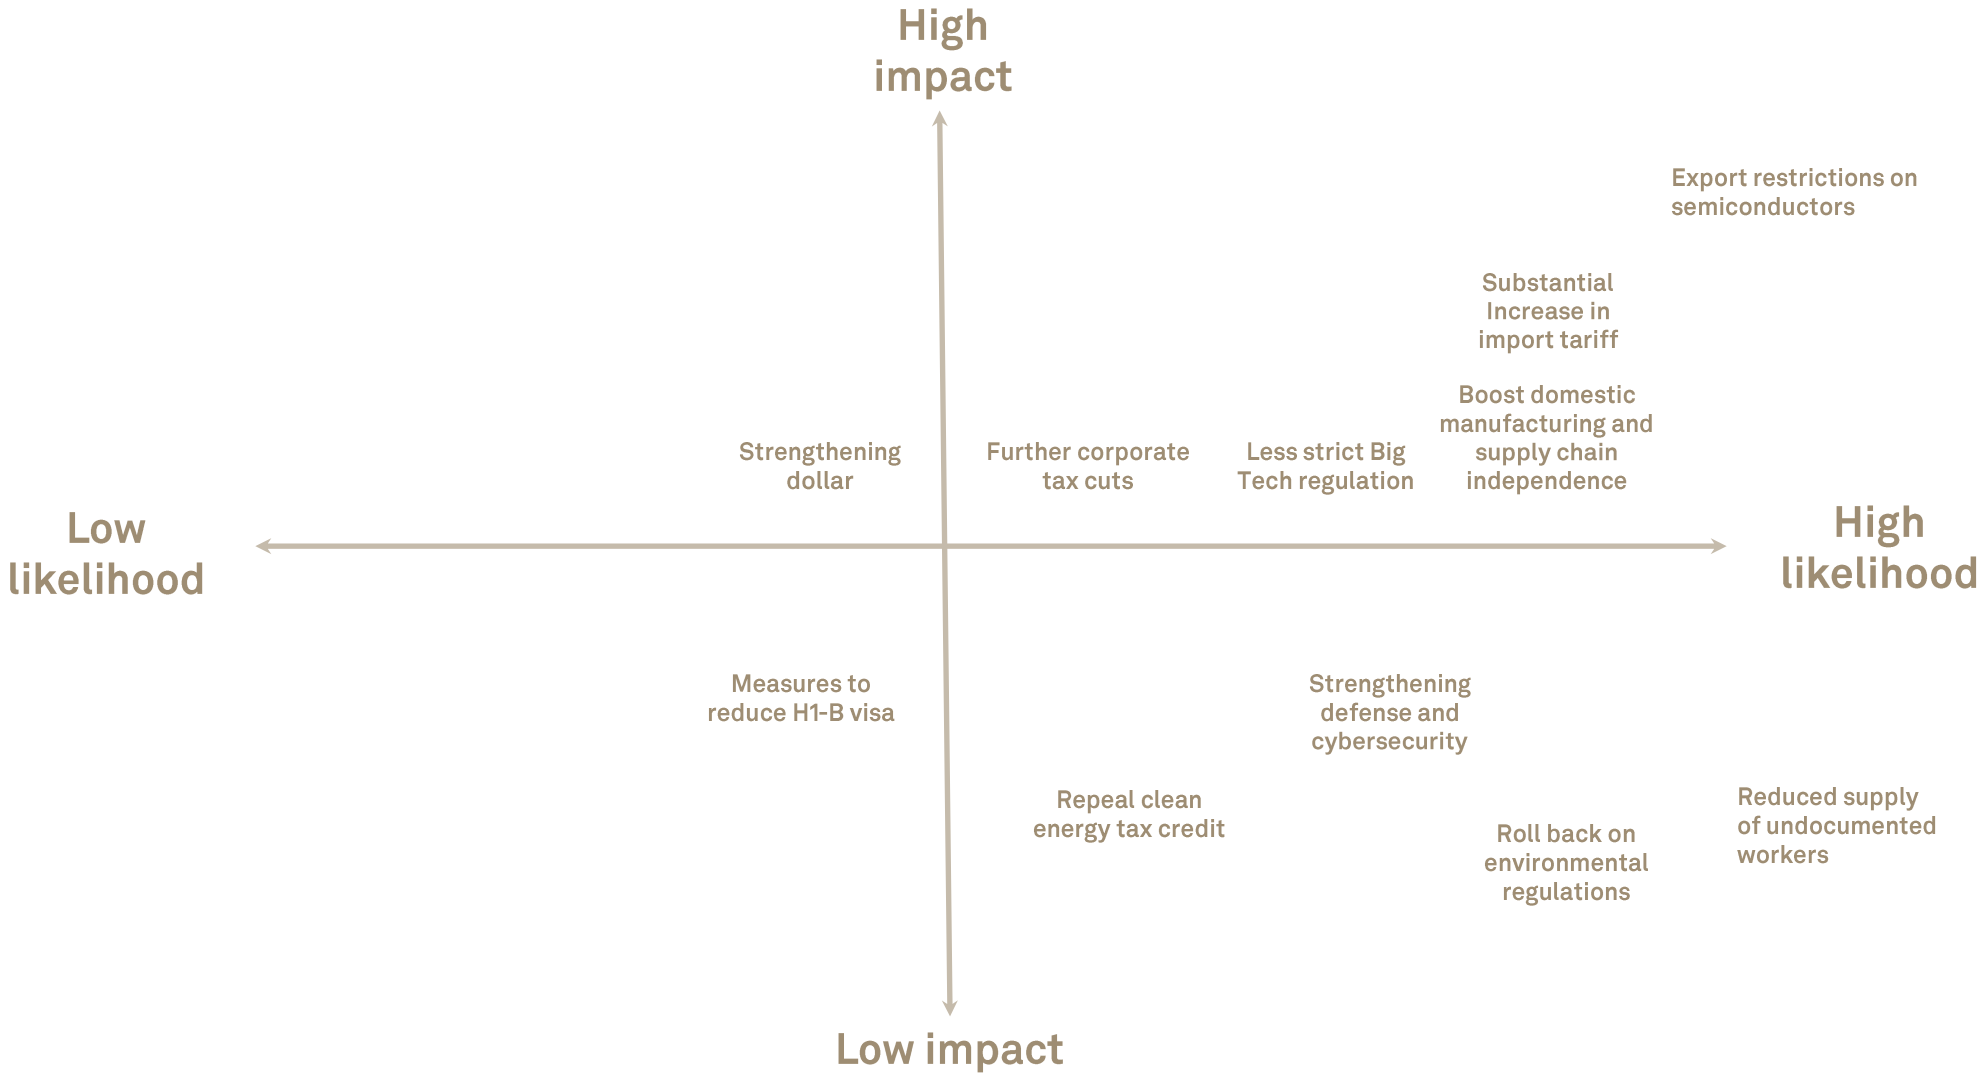 High
impact
Export restrictions on
semiconductors
Substantial
Increase in
import tariff
Boost domestic
manufacturing and
supply chain
independence
Strengthening
dollar
Further corporate
tax cuts
Less strict Big
Tech regulation
Low
likelihood
High
likelihood
Measures to
reduce H1-B visa
Strengthening
defense and
cybersecurity
Repeal clean
energy tax credit
Roll back on
environmental
regulations
Reduced supply
of undocumented
workers
Low impact